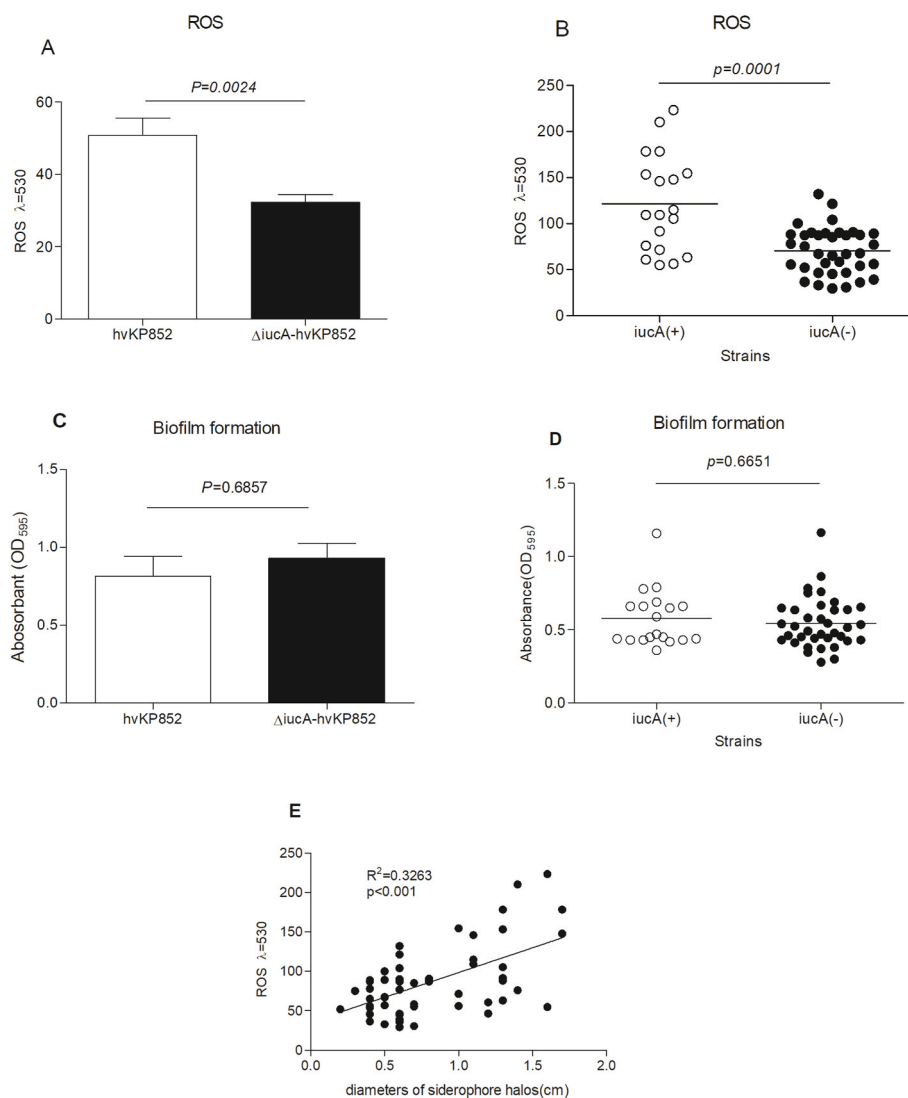 ROS
A
P=0.0024
60
40
20
0
ROS λ=530
hvKP852
ΔiucA-hvKP852
ROS
B
p=0.0001
250
200
150
100
50
0
ROS λ=530
iucA(+)
iucA(-)
Strains
C
Biofilm formation
P=0.6857
1.5
1.0
0.5
0.0
Abosorbant (OD595)
hvKP852
ΔiucA-hvKP852
Biofilm formation
D
p=0.6651
1.5
1.0
0.5
0.0
Absorbance(OD595)
iucA(+)
iucA(-)
Strains
E
R²=0.3263
p<0.001
250
200
150
100
50
0
ROS λ=530
0.0 0.5 1.0 1.5 2.0
diameters of siderophore halos(cm)